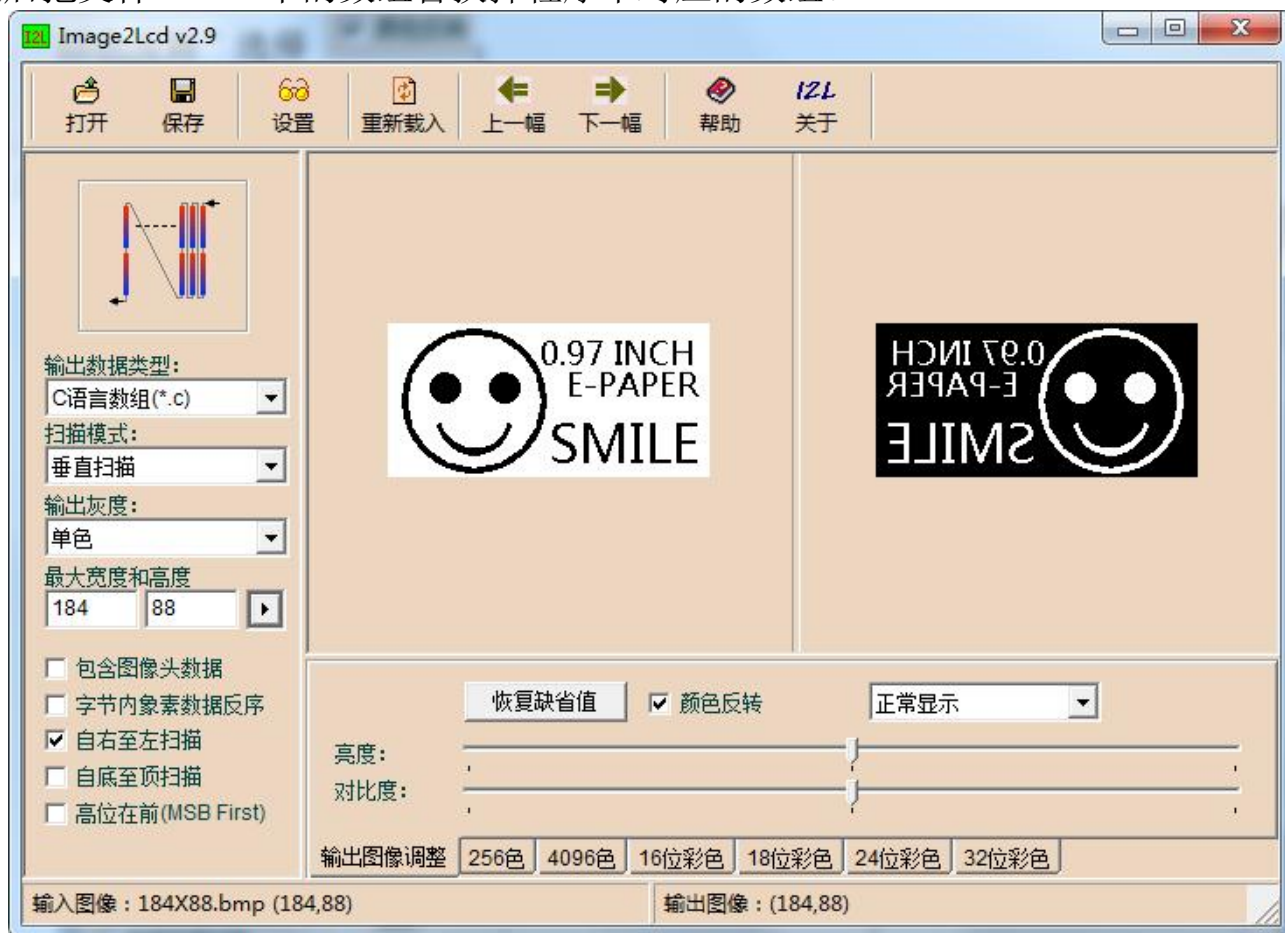 Image2Lcd v2.9
打开 保存 设置 重新载入 上一幅 下一幅 帮助 关于
I2L
输出数据类型:
C语言数组(*.c)
扫描模式:
垂直扫描
输出灰度:
单色
最大宽度和高度
184 88
包含图像头数据
字节内象素数据反序
自右至左扫描
自底至顶扫描
高位在前(MSB First)
0.97 INCH
E-PAPER
SMILE
0.97 INCH
E-PAPER
SMILE
恢复缺省值 颜色反转 正常显示
亮度:
对比度:
输出图像调整 256色 4096色 16位彩色 18位彩色 24位彩色 32位彩色
输入图像：184X88.bmp (184,88) 输出图像：(184,88)